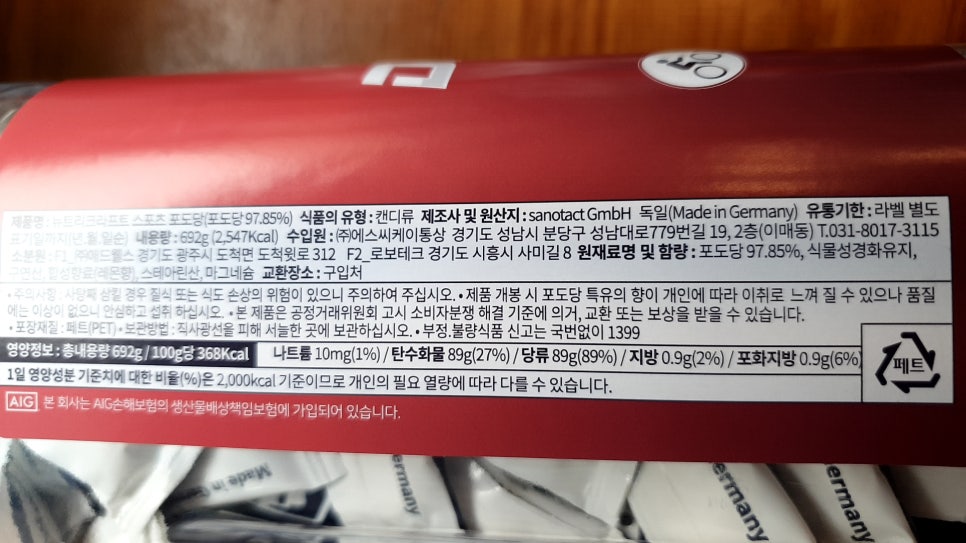 제품명 : 뉴트리크라프트 스포츠 포도당(포도당 97.85%) 식품의 유형 : 캔디류 제조사 및 원산지 : sanotact GmbH 독일(Made in Germany) 유통기한 : 라벨 별도
표기일까지(년.월.일순) 내용량 : 692g (2,547Kcal) 수입원 : ㈜에스씨케이통상 경기도 성남시 분당구 성남대로779번길 19, 2층(이매동) T.031-8017-3115
소분원 : F1_㈜애드웰스 경기도 광주시 도척면 도척윗로 312 F2_로보테크 경기도 시흥시 사미길 8 원재료명 및 함량 : 포도당 97.85%, 식물성경화유지,
구연산, 합성향료(레몬향), 스테아린산, 마그네슘 교환장소 : 구입처
• 주의사항 : 사탕째 삼킬 경우 질식 또는 식도 손상의 위험이 있으니 주의하여 주십시오. • 제품 개봉 시 포도당 특유의 향이 개인에 따라 이취로 느껴 질 수 있으나 품질
에는 이상이 없으니 안심하고 섭취 하십시오. • 본 제품은 공정거래위원회 고시 소비자분쟁 해결 기준에 의거, 교환 또는 보상을 받을 수 있습니다.
• 포장재질 : 페트(PET) • 보관방법 : 직사광선을 피해 서늘한 곳에 보관하십시오. • 부정.불량식품 신고는 국번없이 1399
영양정보 : 총내용량 692g / 100g당 368Kcal 나트륨 10mg(1%) / 탄수화물 89g(27%) / 당류 89g(89%) / 지방 0.9g(2%) / 포화지방 0.9g(6%)
페트
1일 영양성분 기준치에 대한 비율(%)은 2,000kcal 기준이므로 개인의 필요 열량에 따라 다를 수 있습니다.
AIG 본 회사는 AIG손해보험의 생산물배상책임보험에 가입되어 있습니다.
Made in Ger
ermany
ermany
ermany